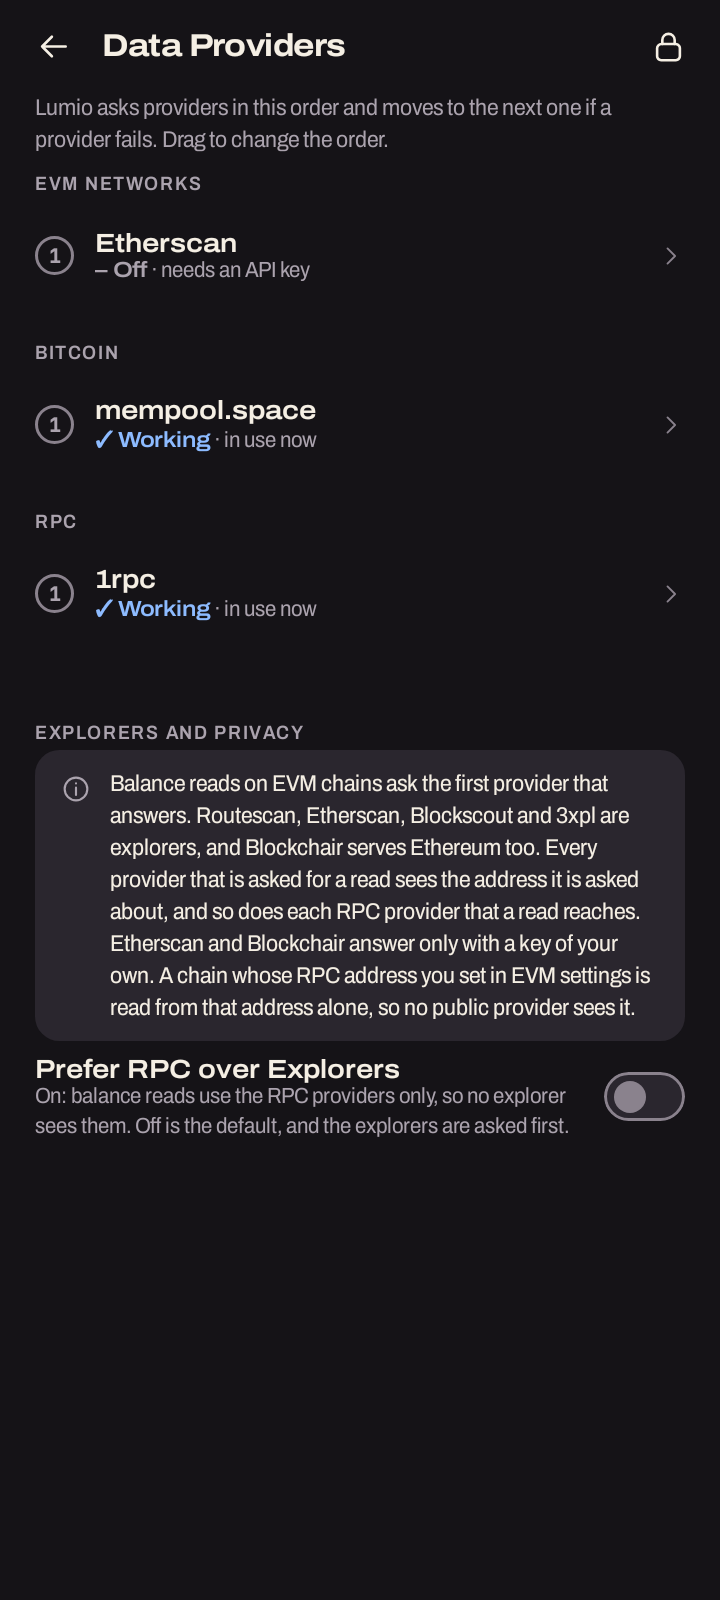 Data Providers
Lumio asks providers in this order and moves to the next one if a
provider fails. Drag to change the order.
EVM NETWORKS
1
Etherscan
– Off · needs an API key
BITCOIN
1
mempool.space
✓ Working · in use now
RPC
1
1rpc
✓ Working · in use now
EXPLORERS AND PRIVACY
Balance reads on EVM chains ask the first provider that
answers. Routescan, Etherscan, Blockscout and 3xpl are
explorers, and Blockchair serves Ethereum too. Every
provider that is asked for a read sees the address it is asked
about, and so does each RPC provider that a read reaches.
Etherscan and Blockchair answer only with a key of your
own. A chain whose RPC address you set in EVM settings is
read from that address alone, so no public provider sees it.
Prefer RPC over Explorers
On: balance reads use the RPC providers only, so no explorer
sees them. Off is the default, and the explorers are asked first.